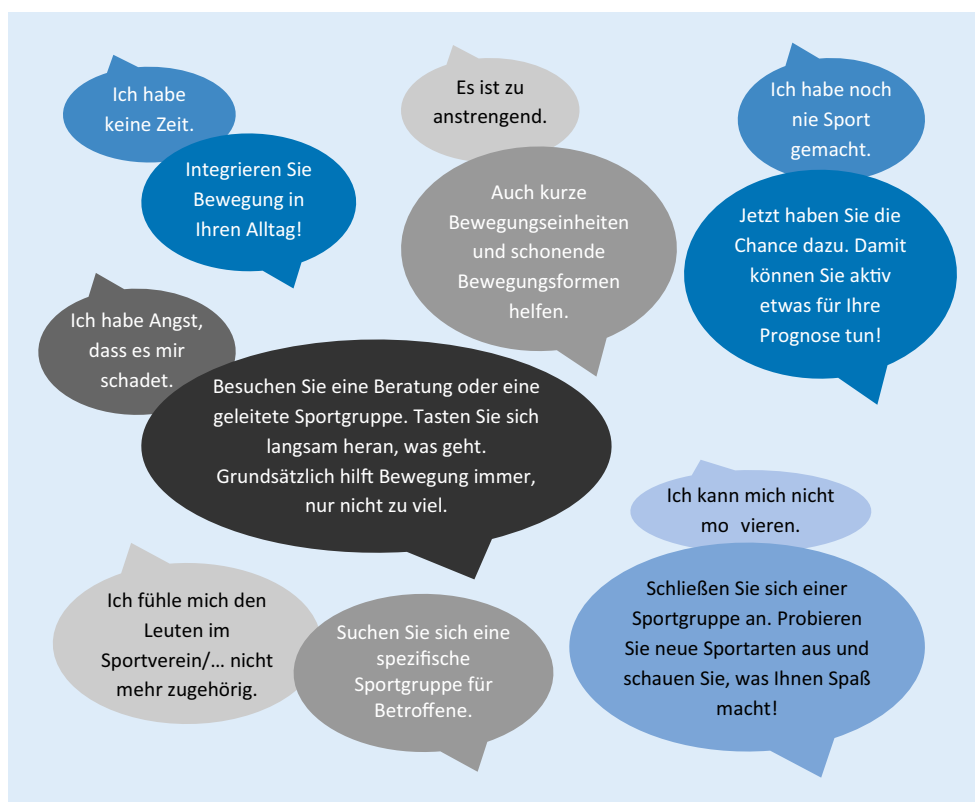 Ich habe
keine Zeit.
Integrieren Sie
Bewegung in
Ihren Alltag!
Es ist zu
anstrengend.
Auch kurze
Bewegungseinheiten
und schonende
Bewegungsformen
helfen.
Ich habe noch
nie Sport
gemacht.
Jetzt haben Sie die
Chance dazu. Damit
können Sie aktiv
etwas für Ihre
Prognose tun!
Ich habe Angst,
dass es mir
schadet.
Besuchen Sie eine Beratung oder eine
geleitete Sportgruppe. Tasten Sie sich
langsam heran, was geht.
Grundsätzlich hilft Bewegung immer,
nur nicht zu viel.
Ich kann mich nicht
mo vieren.
Schließen Sie sich einer
Sportgruppe an. Probieren
Sie neue Sportarten aus und
schauen Sie, was Ihnen Spaß
macht!
Ich fühle mich den
Leuten im
Sportverein/... nicht
mehr zugehörig.
Suchen Sie sich eine
spezifische
Sportgruppe für
Betroffene.